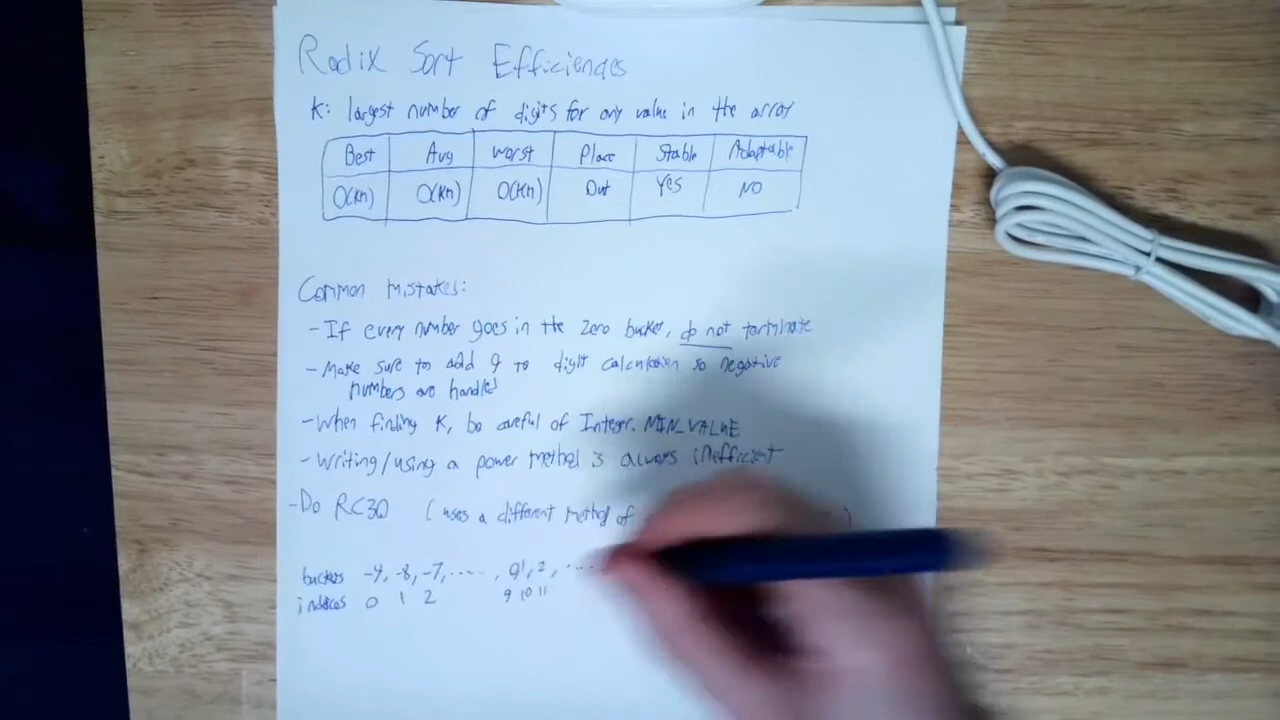 Radix Sort Efficiencies
K: largest number of digits for any value in the array
Best Avg Worst Place Stable Adaptable
O(kn) O(kn) O(kn) Out Yes NO
Common Mistakes:
- If every number goes in the zero bucket, do not terminate
- Make sure to add 9 to digit calculation so negative
numbers are handled
- When finding K, be careful of Integer.MIN_VALUE
- Writing/using a power method is always inefficient
- Do RC3Q (uses a different method of )
buckets -9, -8, -7, ...., 0, 1, 2, .....
indices 0 1 2 9 10 11